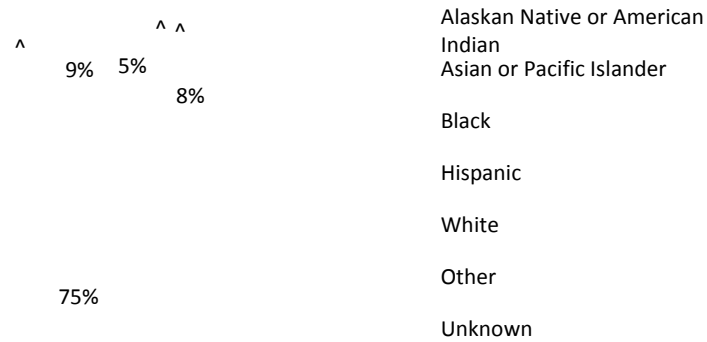 ^ ^
^
9% 5%
8%
75%
Alaskan Native or American
Indian
Asian or Pacific Islander
Black
Hispanic
White
Other
Unknown